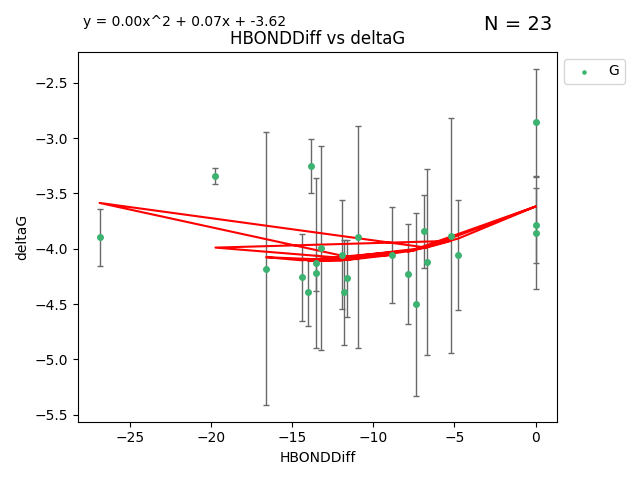 y = 0.00x^2 + 0.07x + -3.62
N = 23
HBONDDiff vs deltaG
G
−2.5
−3.0
−3.5
−4.0
−4.5
−5.0
−5.5
deltaG
−25 −20 −15 −10 −5 0
HBONDDiff